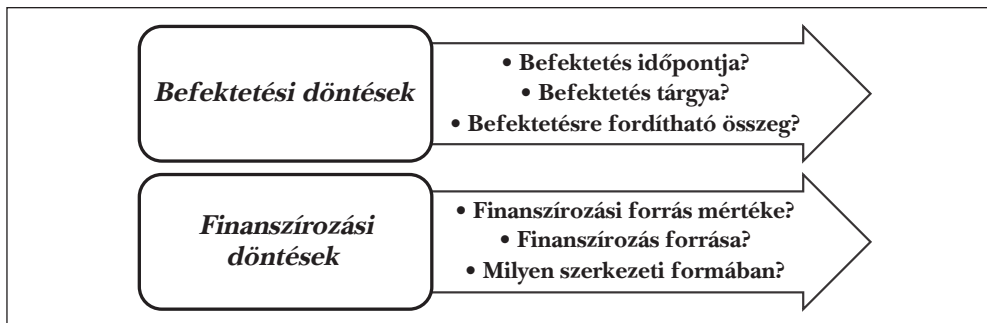 Befektetési döntések
• Befektetés időpontja?
• Befektetés tárgya?
• Befektetésre fordítható összeg?
Finanszírozási
döntések
• Finanszírozási forrás mértéke?
• Finanszírozás forrása?
• Milyen szerkezeti formában?